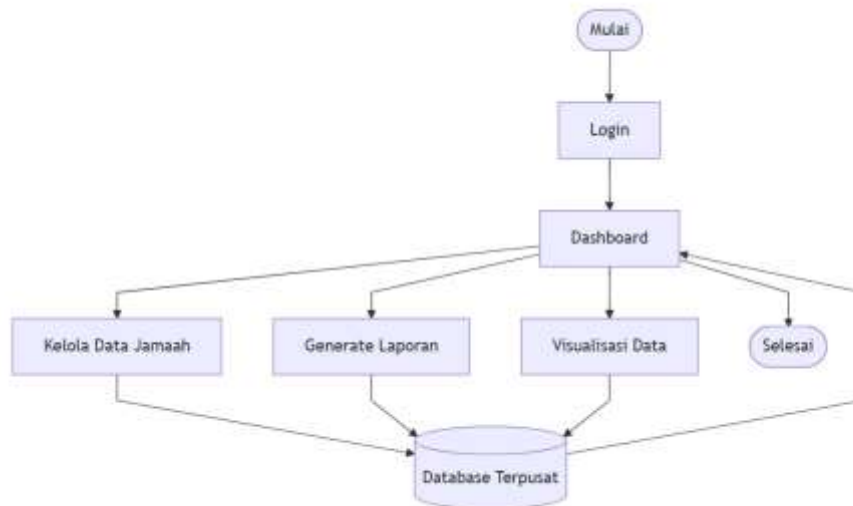 Mulai
Login
Dashboard
Kelola Data Jamaah
Generate Laporan
Visualisasi Data
Selesai
Database Terpusat